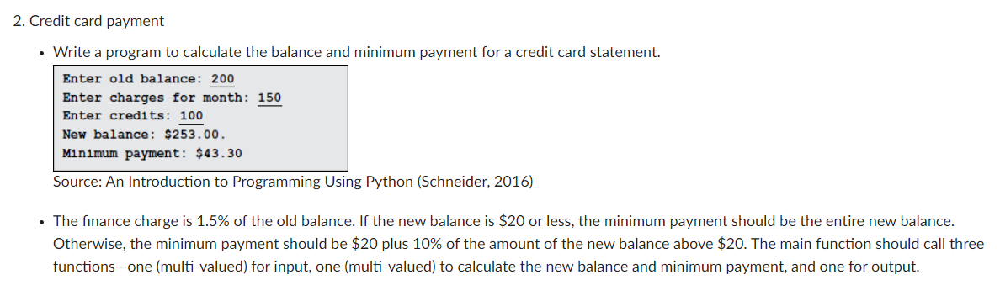 2. Credit card payment
• Write a program to calculate the balance and minimum payment for a credit card statement.
Enter old balance: 200
Enter charges for month: 150
Enter credits: 100
New balance: $253.00.
Minimum payment: $43.30
Source: An Introduction to Programming Using Python (Schneider, 2016)
• The finance charge is 1.5% of the old balance. If the new balance is $20 or less, the minimum payment should be the entire new balance.
Otherwise, the minimum payment should be $20 plus 10% of the amount of the new balance above $20. The main function should call three
functions—one (multi-valued) for input, one (multi-valued) to calculate the new balance and minimum payment, and one for output.